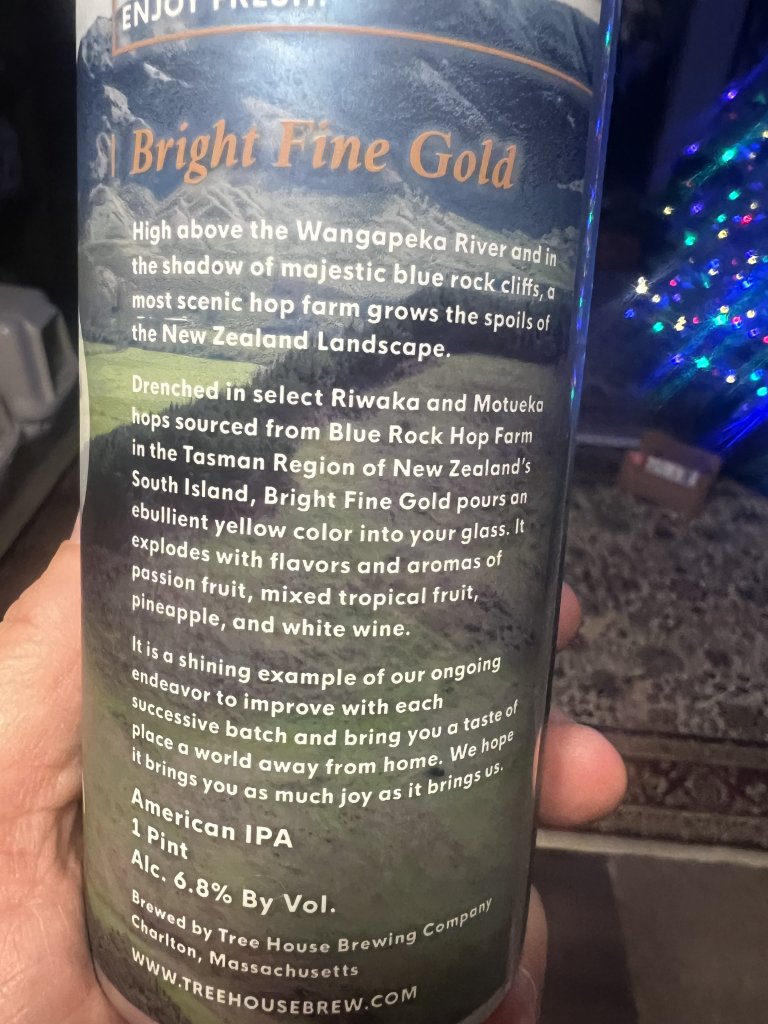 ENJOY FRESH.
Bright Fine Gold
High above the Wangapeka River and in
the shadow of majestic blue rock cliffs, a
most scenic hop farm grows the spoils of
the New Zealand Landscape.
Drenched in select Riwaka and Motueka
hops sourced from Blue Rock Hop Farm
in the Tasman Region of New Zealand's
South Island, Bright Fine Gold pours an
ebullient yellow color into your glass. It
explodes with flavors and aromas of
passion fruit, mixed tropical fruit,
pineapple, and white wine.
It is a shining example of our ongoing
endeavor to improve with each
successive batch and bring you a taste of
place a world away from home. We hope
it brings you as much joy as it brings us.
American IPA
1 Pint
Alc. 6.8% By Vol.
Brewed by Tree House Brewing Company
Charlton, Massachusetts
WWW.TREEHOUSEBREW.COM